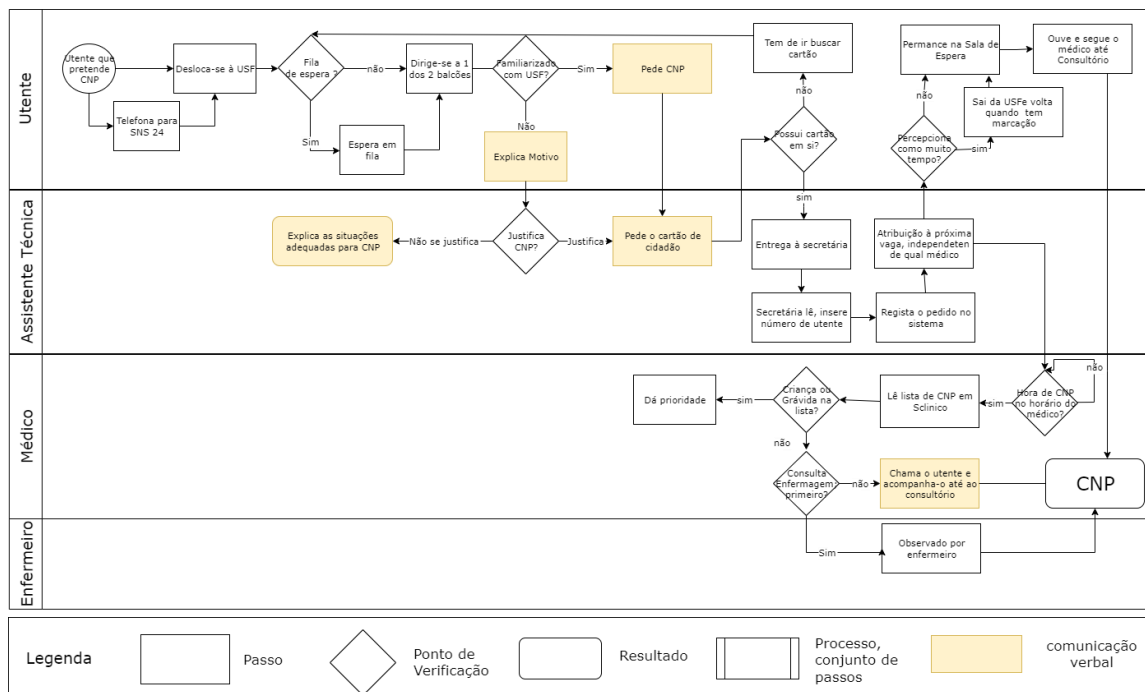 Utente
Utente que
pretende
CNP
Desloca-se à USF
Telefona para
SNS 24
Fila
de espera ?
não
Sim
Espera em
fila
Dirige-se a 1
dos 2 balcões
Familiarizado
com USF?
Sim
Não
Pede CNP
Explica Motivo
Tem de ir buscar
cartão
não
Possui cartão
em si?
sim
Permance na Sala de
Espera
não
Percepciona
como muito
tempo?
sim
Sai da USFe volta
quando tem
marcação
Ouve e segue o
médico até
Consultório
Assistente Técnica
Explica as situações
adequadas para CNP
Não se justifica
Justifica
CNP?
Justifica
Pede o cartão de
cidadão
Entrega à
secretária
Secretária lê, insere
número de utente
Regista o pedido no
sistema
Atribuição à próxima
vaga, independeten
de qual médico
Médico
Dá prioridade
sim
Criança ou
Grávida na
lista?
não
Lê lista de CNP em
Sclinico
sim
Hora de CNP
no horário do
médico?
não
Consulta
Enfermagem
primeiro?
não
Chama o utente e
acompanha-o até ao
consultório
CNP
Enfermeiro
Sim
Observado por
enfermeiro
Legenda
Passo
Ponto de
Verificação
Resultado
Processo,
conjunto de
passos
comunicação
verbal